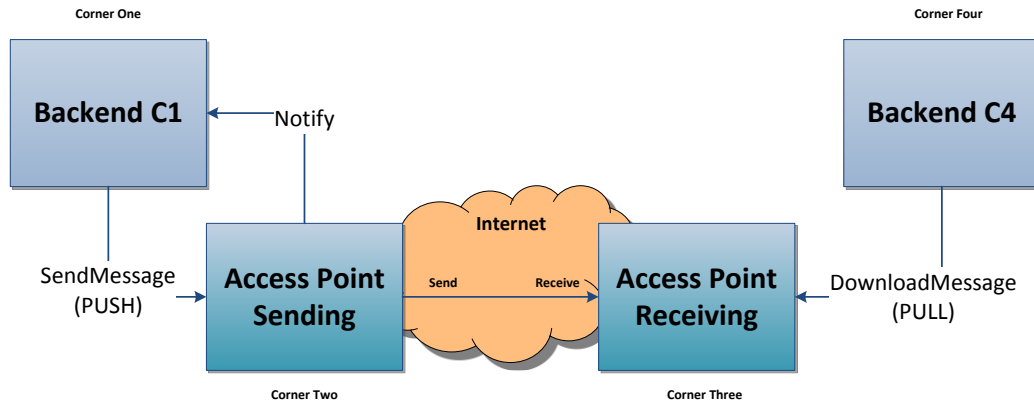 Corner One
Corner Four
Backend C1
Backend C4
Notify
Internet
SendMessage
(PUSH)
Access Point
Sending
Send
Receive
Access Point
Receiving
DownloadMessage
(PULL)
Corner Two
Corner Three